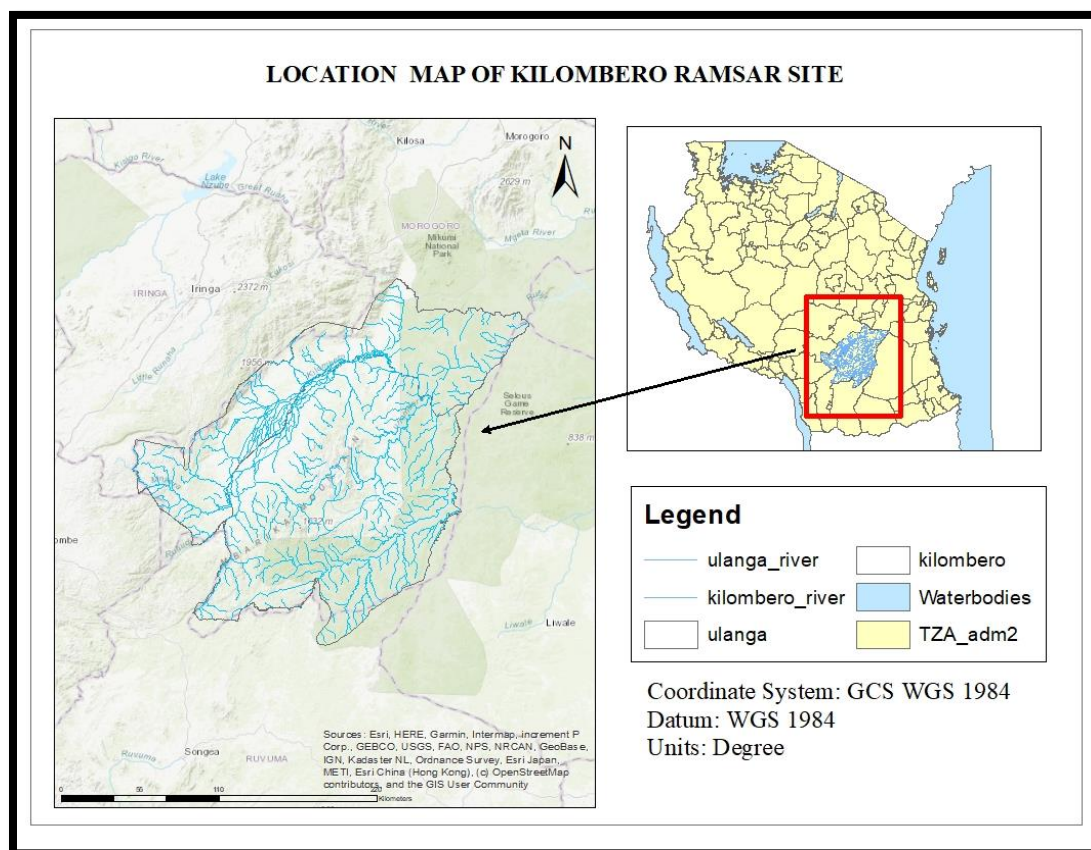 LOCATION MAP OF KILOMBERO RAMSAR SITE
Kilosa
Morogoro
N
Kisigo River
Lake
Great Ruaha
2629 m
MOROGORO
Mikumi
National
Park
Mgeta River
IRINGA
Iringa
2372 m
Little Ruaha
1956 m
Selous
Game
Reserve
838 m
Liwale
Liwale
Songea
RUVUMA
Ruvuma
Sources: Esri, HERE, Garmin, Intermap, increment P
Corp., GEBCO, USGS, FAO, NPS, NRCAN, GeoBase,
IGN, Kadaster NL, Ordnance Survey, Esri Japan,
METI, Esri China (Hong Kong), (c) OpenStreetMap
contributors, and the GIS User Community
0 55 110 220
Kilometers
Legend
ulanga_river
kilombero_river
ulanga
kilombero
Waterbodies
TZA_adm2
Coordinate System: GCS WGS 1984
Datum: WGS 1984
Units: Degree